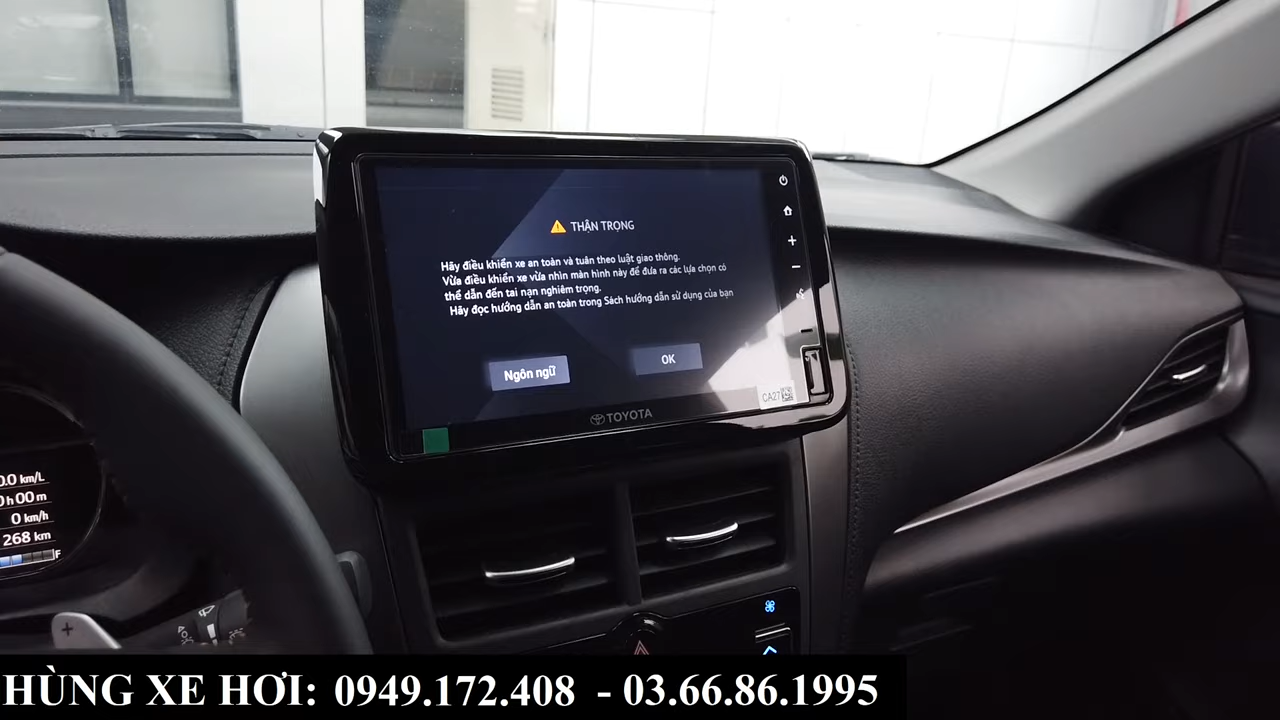 THẬN TRỌNG
Hãy điều khiển xe an toàn và tuân theo luật giao thông.
Vừa điều khiển xe vừa nhìn màn hình này để đưa ra các lựa chọn có
thể dẫn đến tai nạn nghiêm trọng.
Hãy đọc hướng dẫn an toàn trong Sách hướng dẫn sử dụng của bạn
Ngôn ngữ
OK
CA27
TOYOTA
0.0 km/L
0 h 00 m
0 km/h
268 km
F
+
HÙNG XE HƠI: 0949.172.408 - 03.66.86.1995